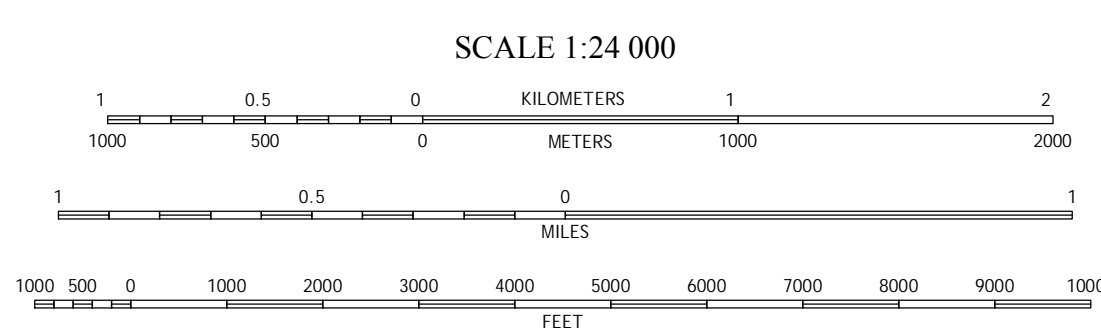 SCALE 1:24 000
1 0.5 0 KILOMETERS 1 2
1000 500 0 METERS 1000 2000
1 0.5 0 1
MILES
1000 500 0 1000 2000 3000 4000 5000 6000 7000 8000 9000 1000
FEET